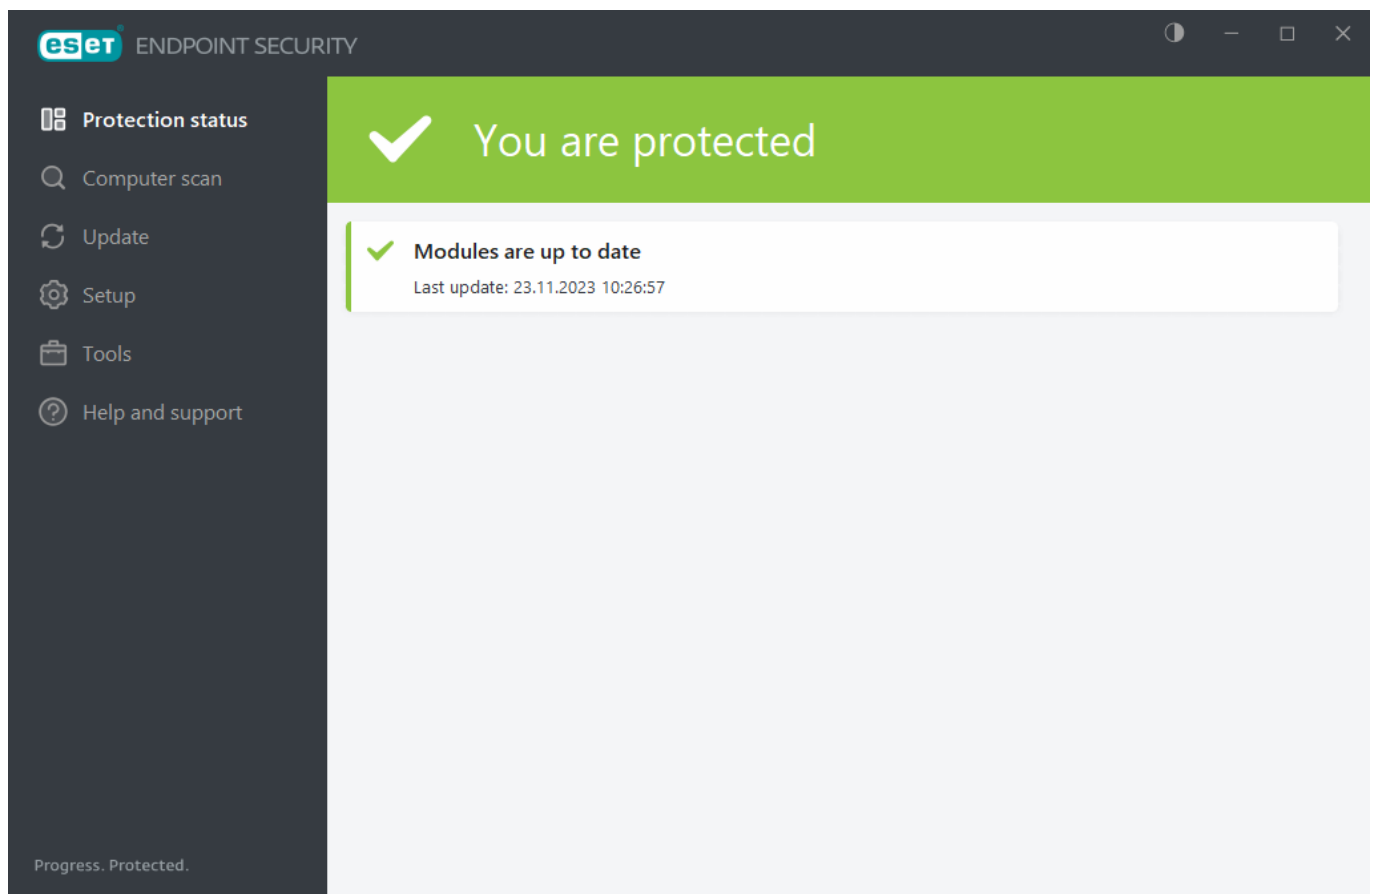 eset ENDPOINT SECURITY
Protection status
Computer scan
Update
Setup
Tools
Help and support
Progress. Protected.
You are protected
Modules are up to date
Last update: 23.11.2023 10:26:57